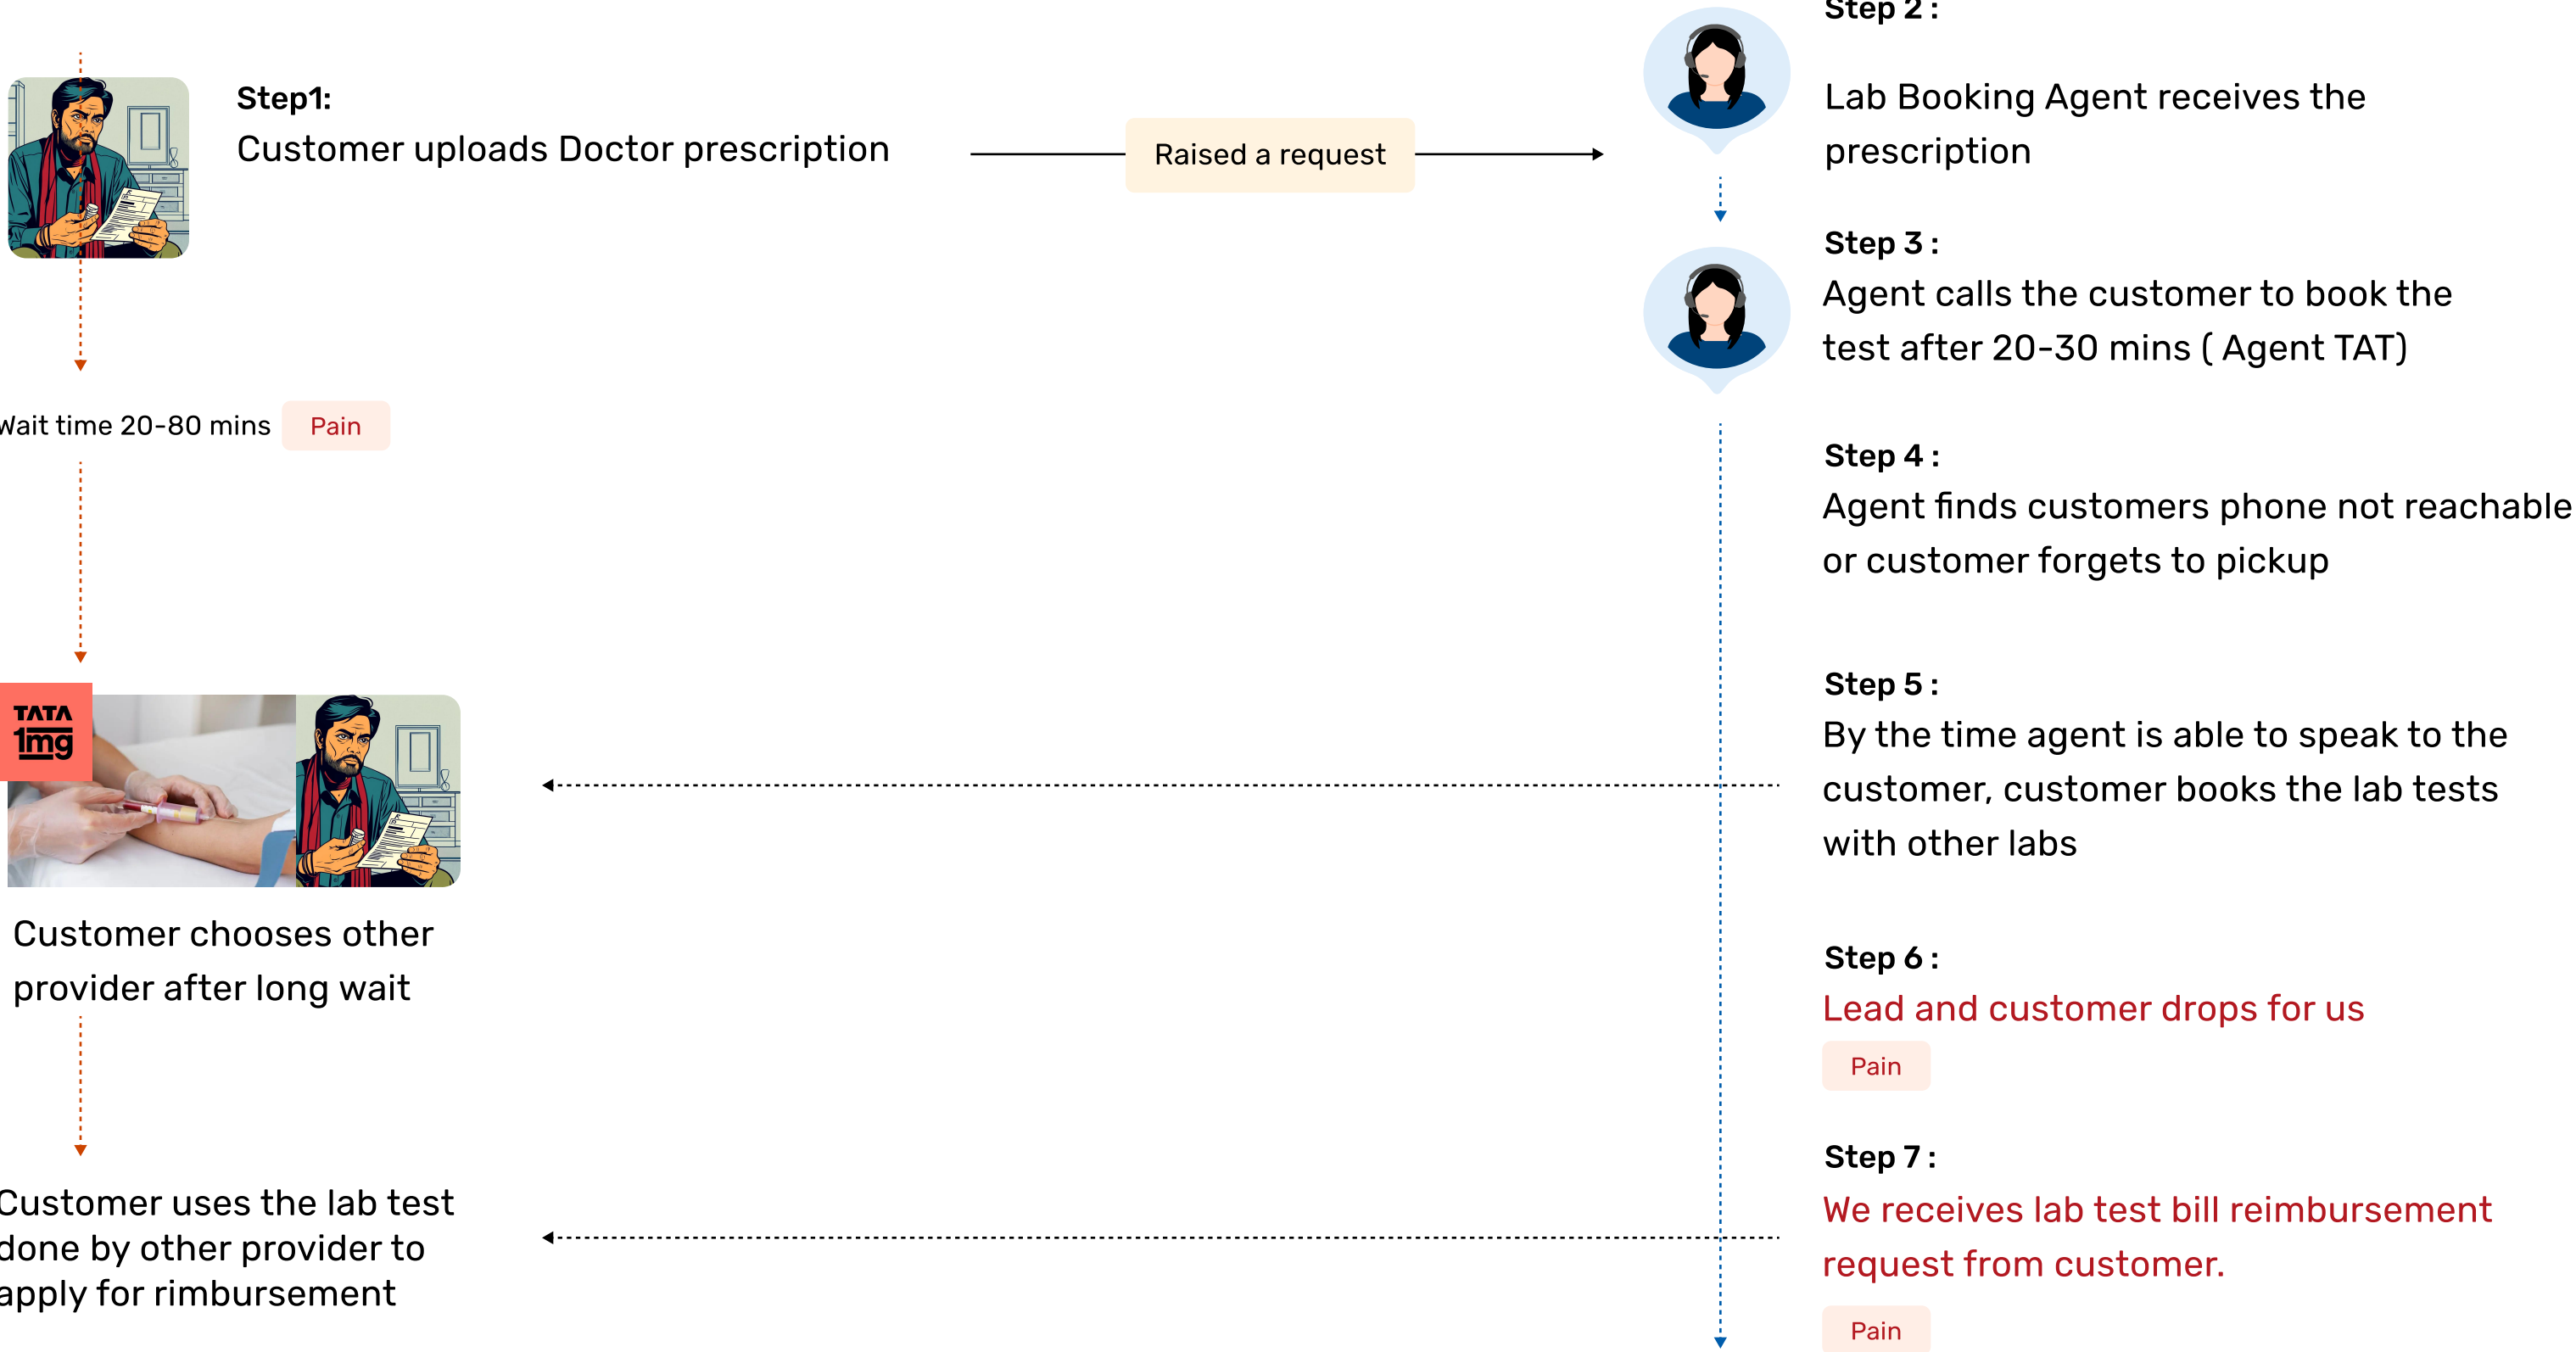 Step 2 :
Step1:
Customer uploads Doctor prescription
Raised a request
Lab Booking Agent receives the
prescription
Step 3 :
Agent calls the customer to book the
test after 20-30 mins ( Agent TAT)
Wait time 20-80 mins
Pain
Step 4 :
Agent finds customers phone not reachable
or customer forgets to pickup
TATA
1mg
Step 5 :
By the time agent is able to speak to the
customer, customer books the lab tests
with other labs
Customer chooses other
provider after long wait
Step 6 :
Lead and customer drops for us
Pain
Customer uses the lab test
done by other provider to
apply for rimbursement
Step 7 :
We receives lab test bill reimbursement
request from customer.
Pain